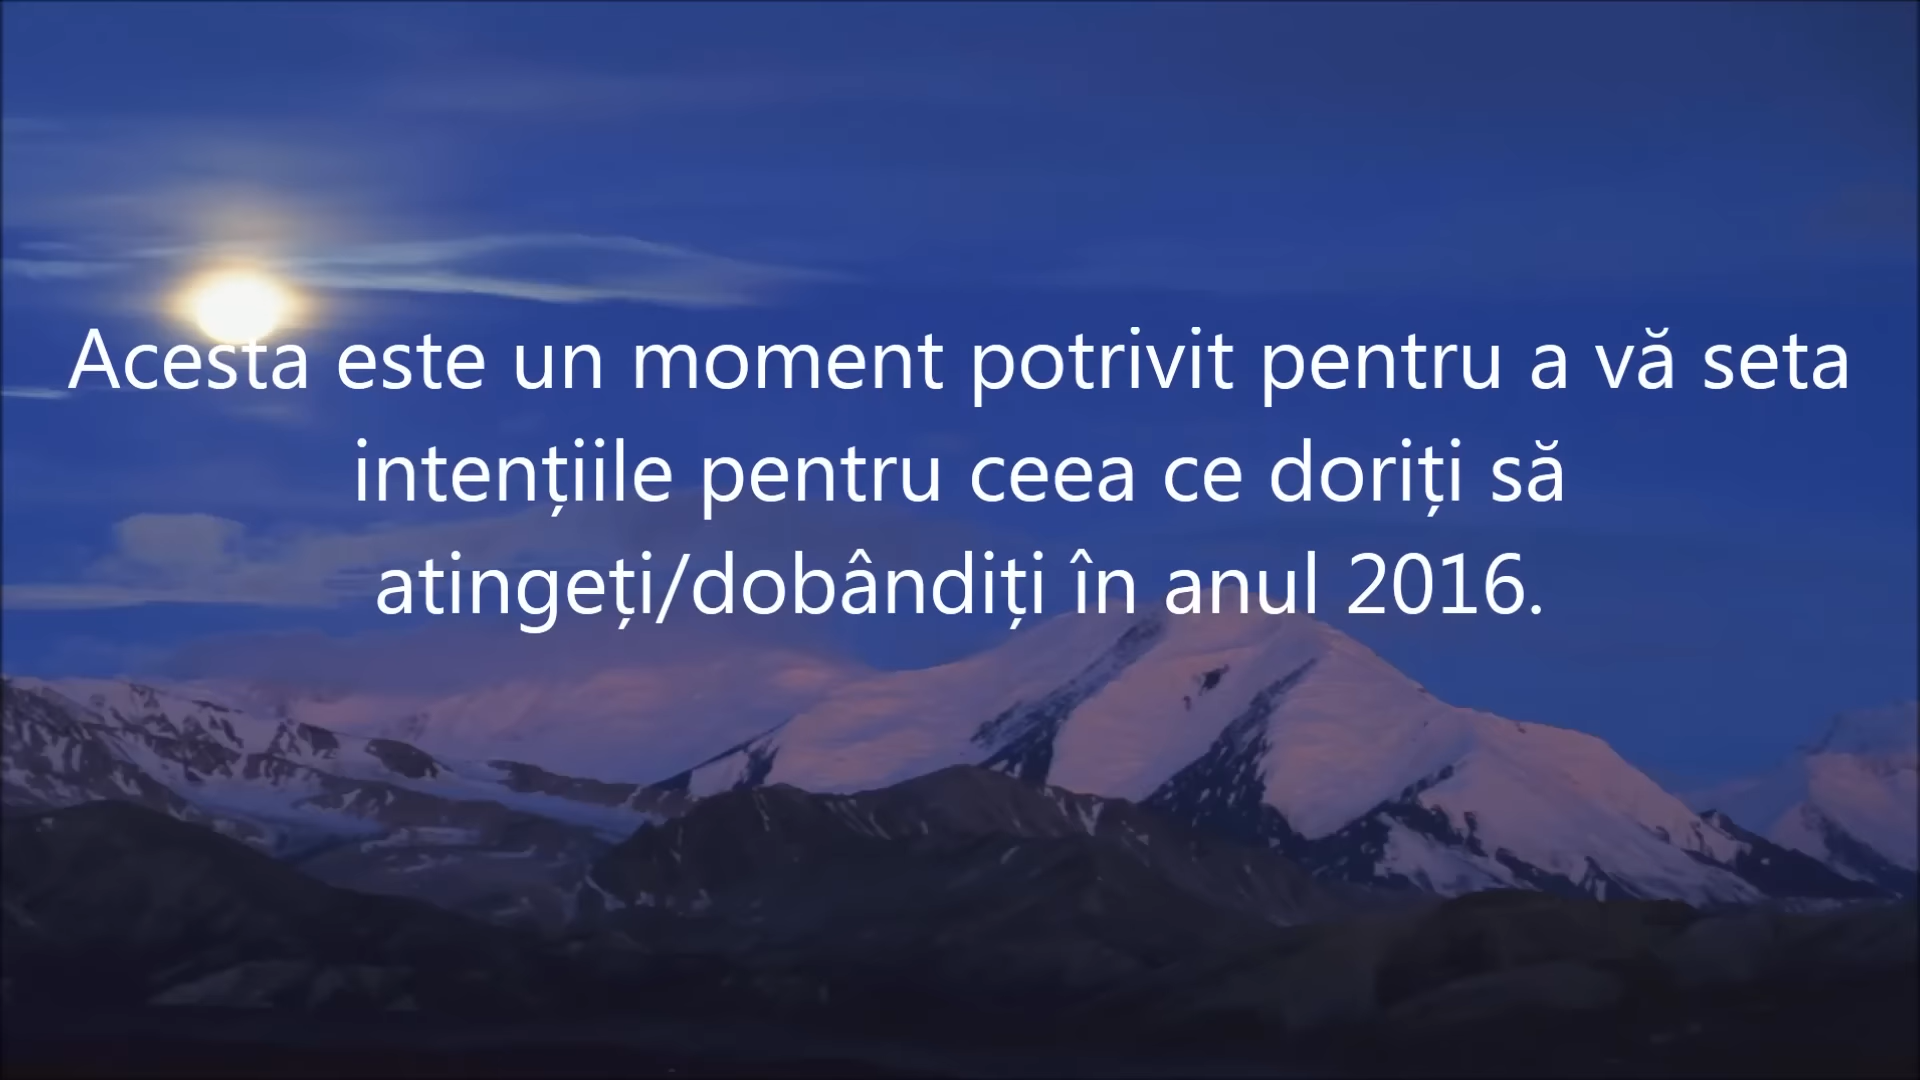 Acesta este un moment potrivit pentru a vă seta
intențiile pentru ceea ce doriți să
atingeți/dobândiți în anul 2016.